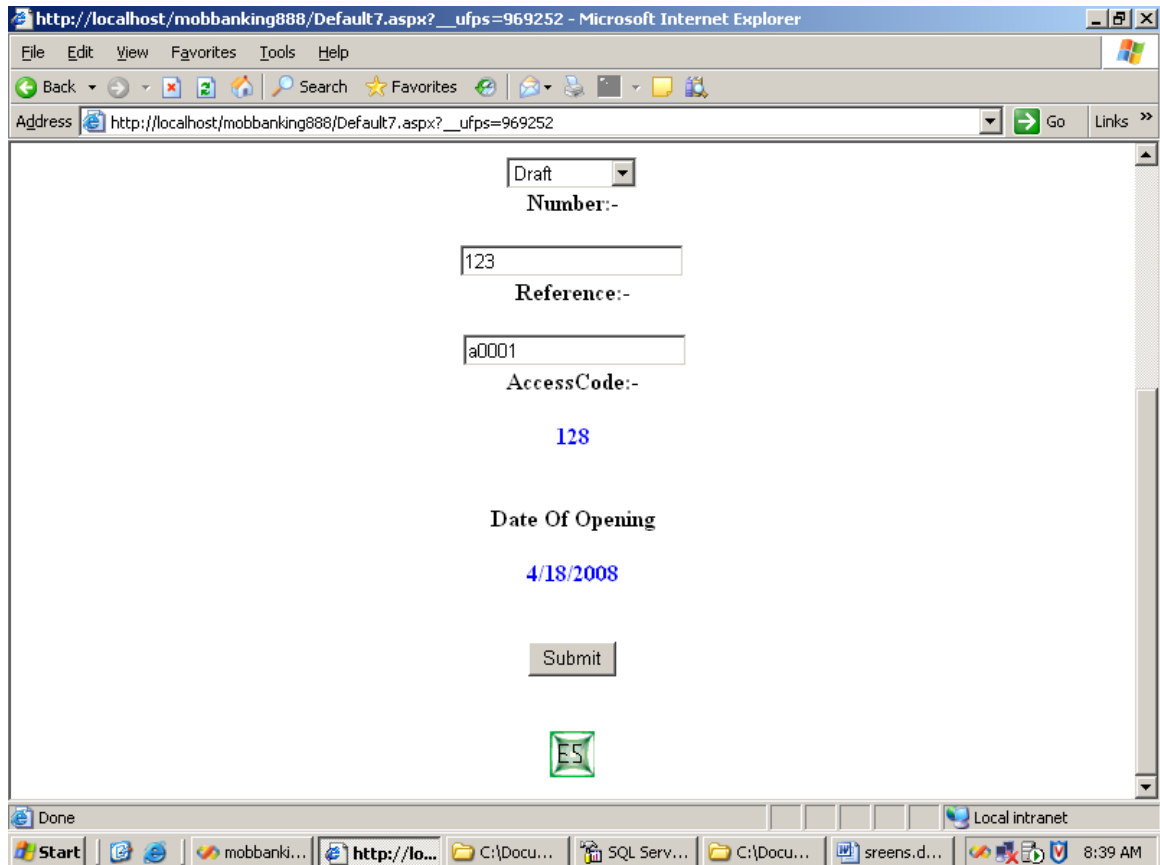 http://localhost/mobbanking888/Default7.aspx?__ufps=969252 - Microsoft Internet Explorer
File Edit View Favorites Tools Help
Back Search Favorites
Address http://localhost/mobbanking888/Default7.aspx?__ufps=969252 Go Links »
Draft
Number:-
123
Reference:-
a0001
AccessCode:-
128
Date Of Opening
4/18/2008
Submit
ES
Done Local intranet
Start mobbanki... http://lo... C:\Docu... SQL Serv... C:\Docu... sreens.d... 8:39 AM